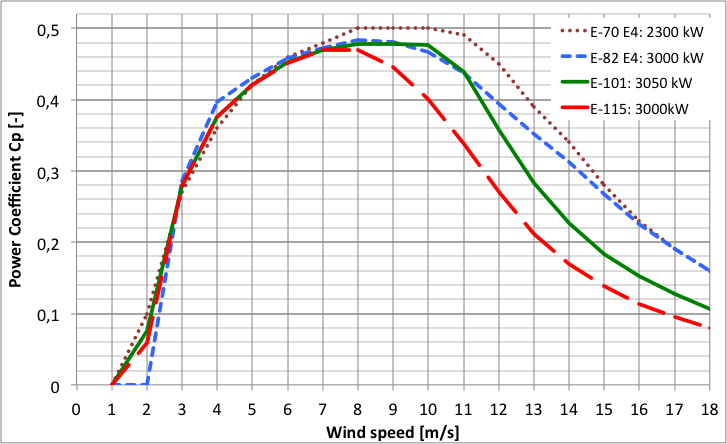 0,5
0,4
0,3
0,2
0,1
0
Power Coefficient Cp [-]
E-70 E4: 2300 kW
E-82 E4: 3000 kW
E-101: 3050 kW
E-115: 3000kW
0 1 2 3 4 5 6 7 8 9 10 11 12 13 14 15 16 17 18
Wind speed [m/s]